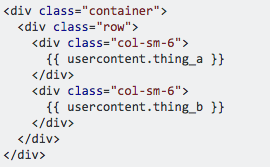 <div class="container">
  <div class="row">
    <div class="col-sm-6">
      {{ usercontent.thing_a }}
    </div>
    <div class="col-sm-6">
      {{ usercontent.thing_b }}
    </div>
  </div>
</div>